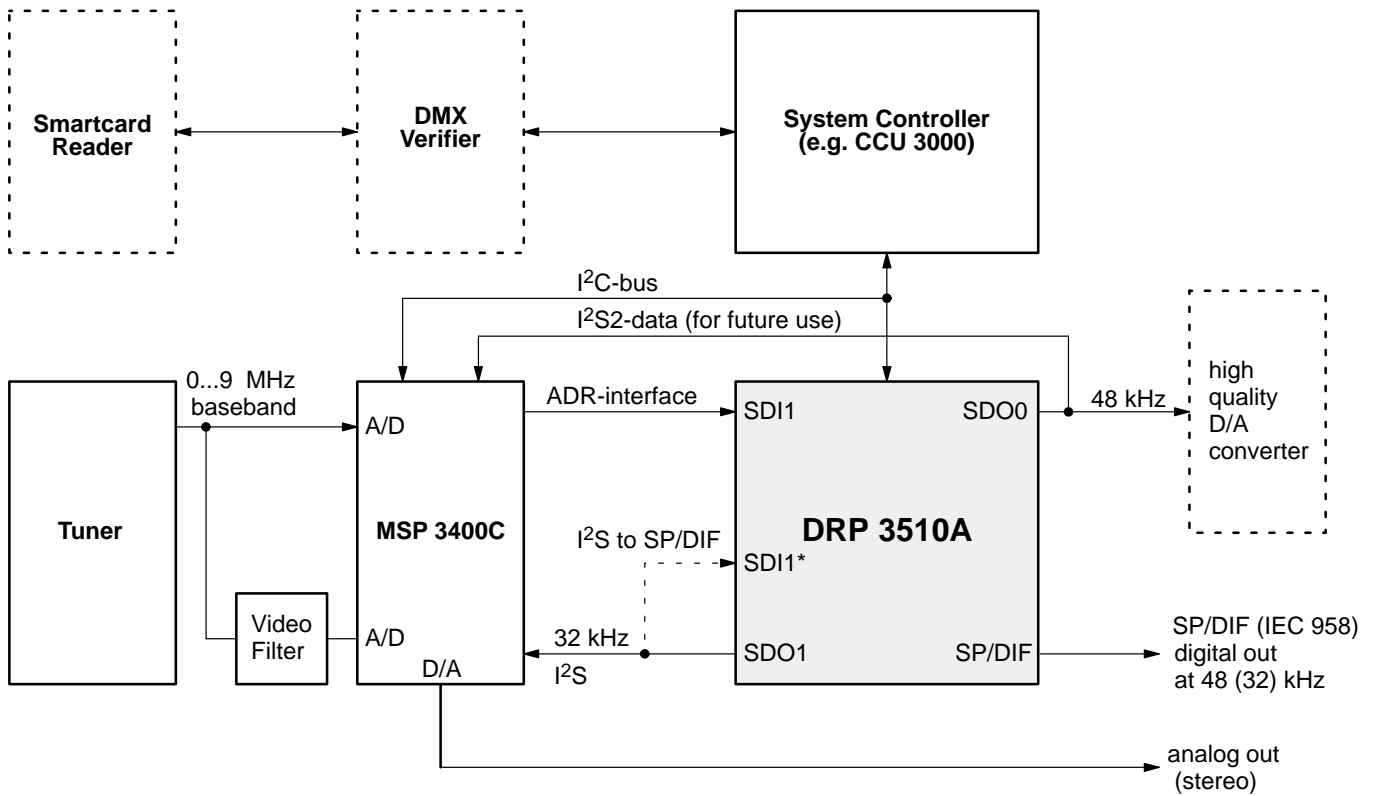 Smartcard
Reader
DMX
Verifier
System Controller
(e.g. CCU 3000)
I²C-bus
I²S2-data (for future use)
0...9 MHz
baseband
Tuner
Video
Filter
A/D
MSP 3400C
A/D
D/A
ADR-interface
I²S to SP/DIF
32 kHz
I²S
SDI1
SDO0
DRP 3510A
SDI1*
SDO1
SP/DIF
48 kHz
high
quality
D/A
converter
SP/DIF (IEC 958)
digital out
at 48 (32) kHz
analog out
(stereo)